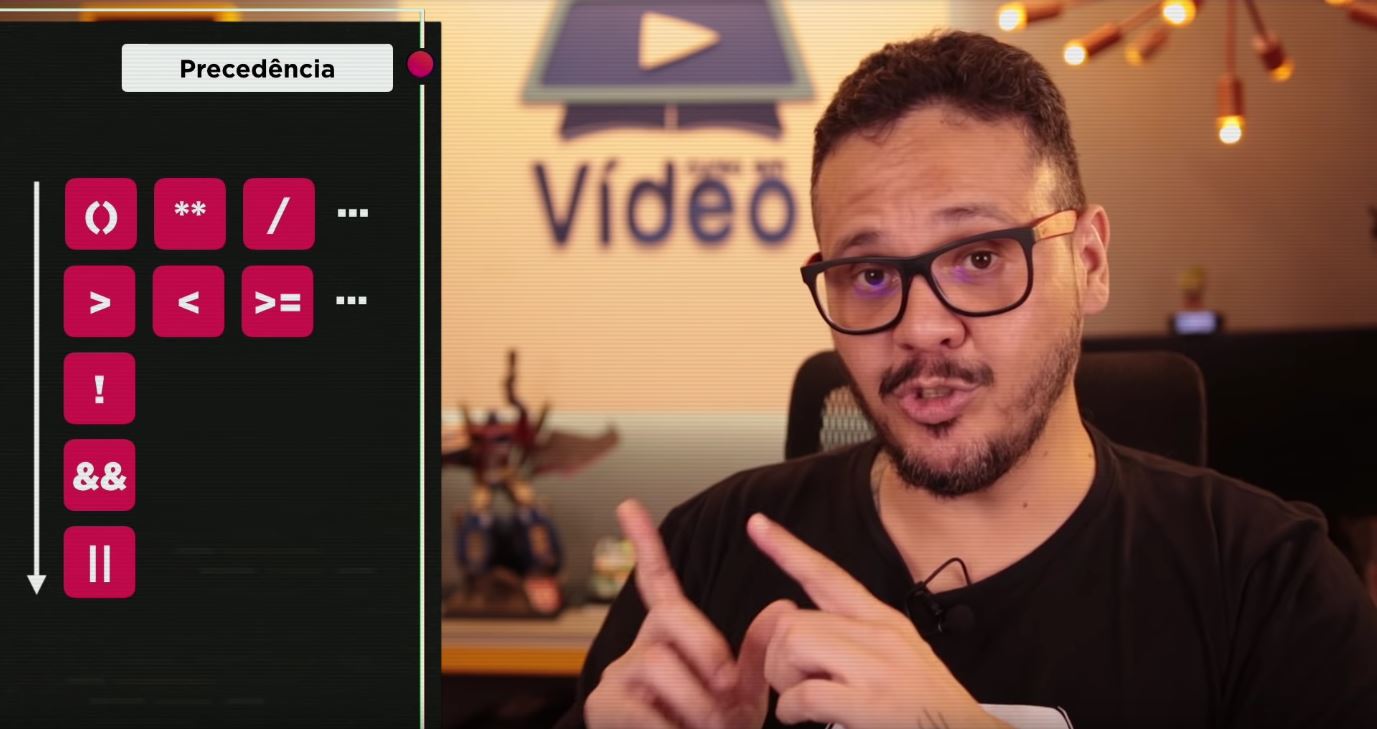 Precedência
() ** / ...
> < >= ...
!
&&
||
Vídeo